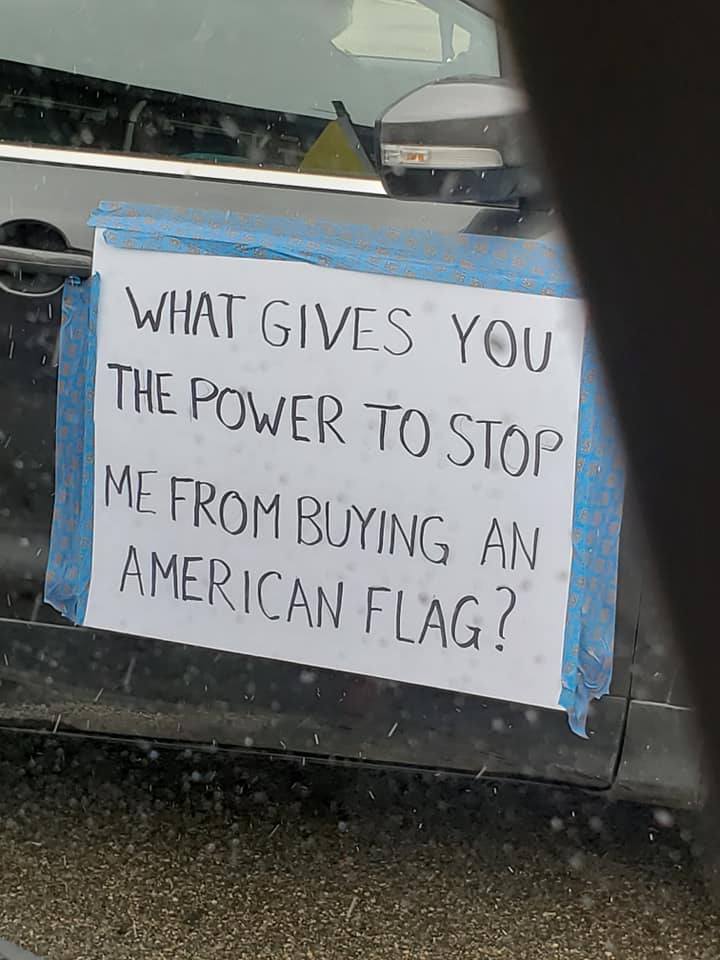 WHAT GIVES YOU
THE POWER TO STOP
ME FROM BUYING AN
AMERICAN FLAG?